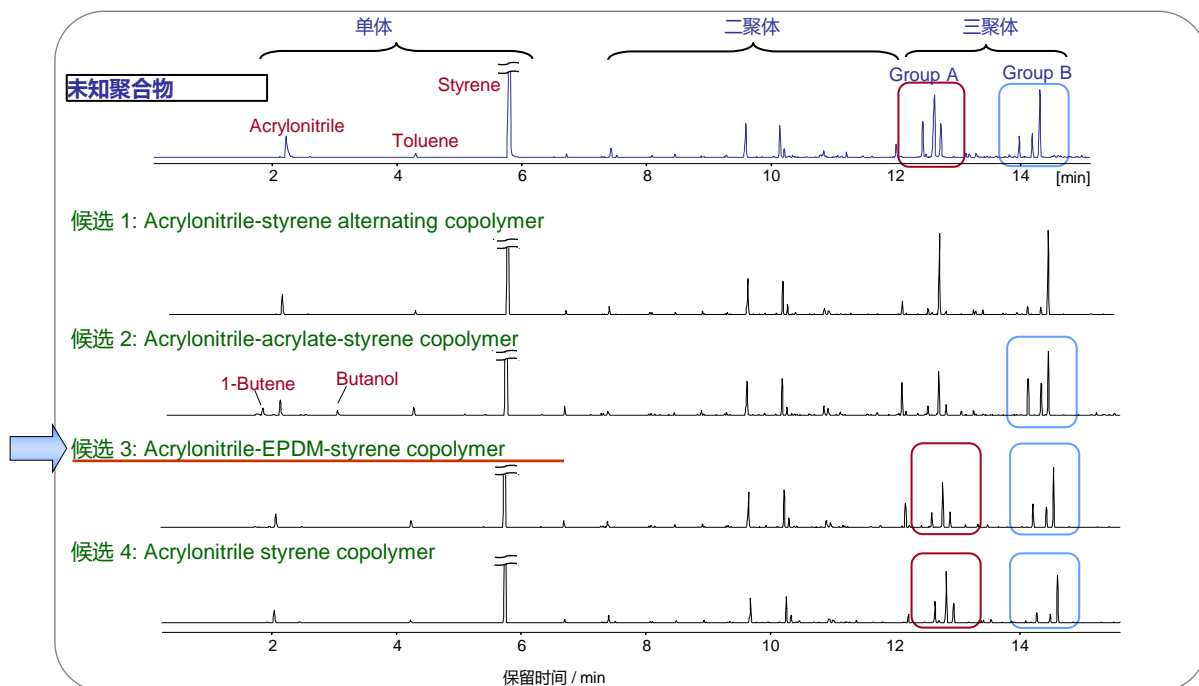 单体
二聚体
三聚体
未知聚合物
Acrylonitrile
Toluene
Styrene
Group A
Group B
2
4
6
8
10
12
14
[min]
候选 1: Acrylonitrile-styrene alternating copolymer
候选 2: Acrylonitrile-acrylate-styrene copolymer
1-Butene
Butanol
候选 3: Acrylonitrile-EPDM-styrene copolymer
候选 4: Acrylonitrile styrene copolymer
2
4
6
8
10
12
14
保留时间 / min